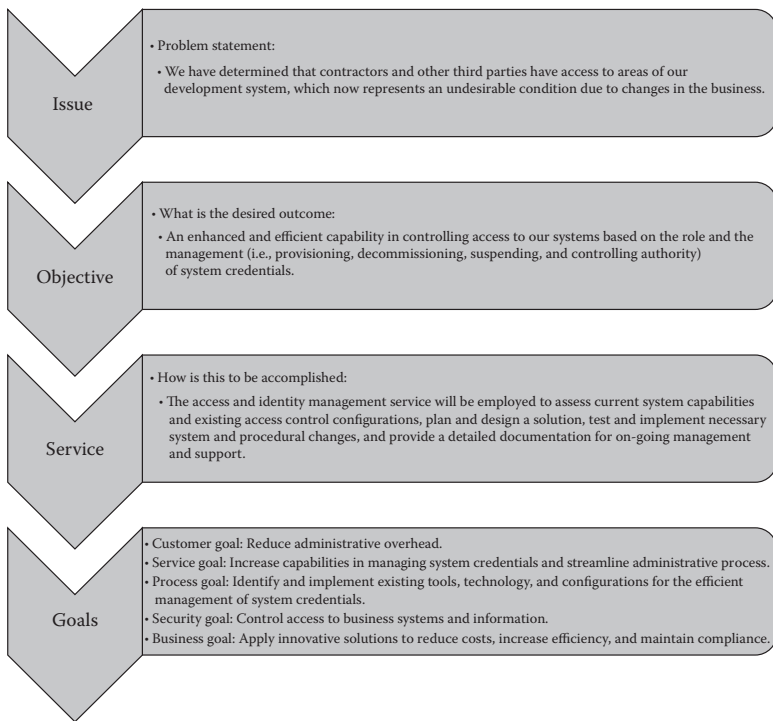 Issue
• Problem statement:
• We have determined that contractors and other third parties have access to areas of our
development system, which now represents an undesirable condition due to changes in the business.
Objective
• What is the desired outcome:
• An enhanced and efficient capability in controlling access to our systems based on the role and the
management (i.e., provisioning, decommissioning, suspending, and controlling authority)
of system credentials.
Service
• How is this to be accomplished:
• The access and identity management service will be employed to assess current system capabilities
and existing access control configurations, plan and design a solution, test and implement necessary
system and procedural changes, and provide a detailed documentation for on-going management
and support.
Goals
• Customer goal: Reduce administrative overhead.
• Service goal: Increase capabilities in managing system credentials and streamline administrative process.
• Process goal: Identify and implement existing tools, technology, and configurations for the efficient
management of system credentials.
• Security goal: Control access to business systems and information.
• Business goal: Apply innovative solutions to reduce costs, increase efficiency, and maintain compliance.